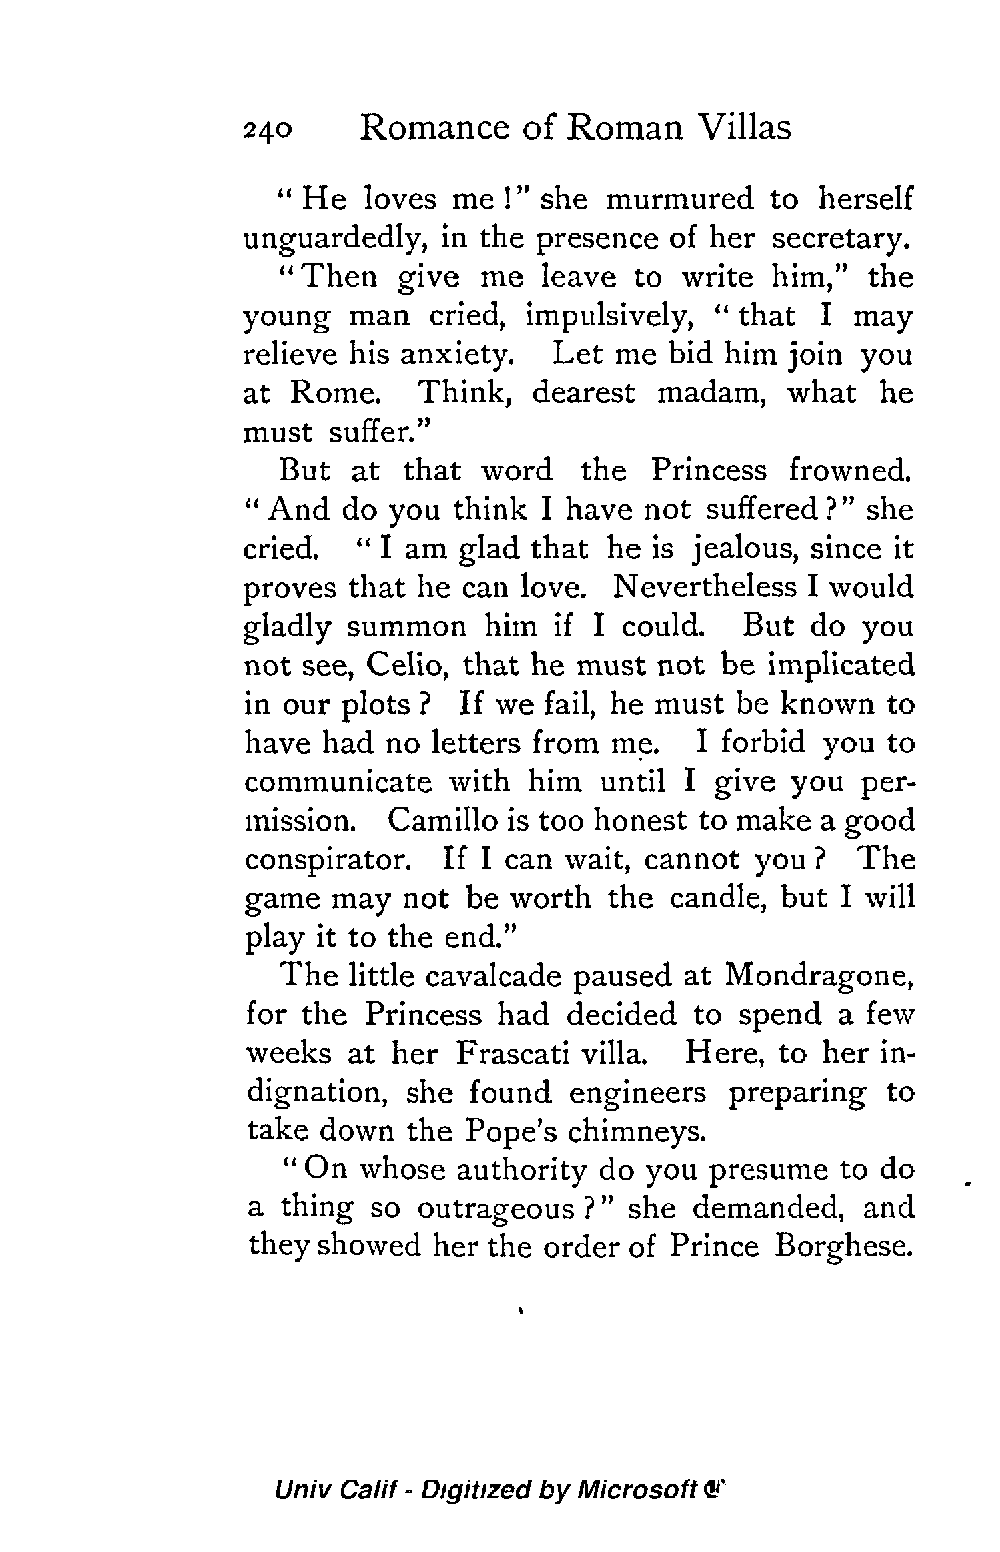 240 Romance of Roman Villas
"He loves me!" she murmured to herself
unguardedly, in the presence of her secretary.
"Then give me leave to write him," the
young man cried, impulsively, "that I may
relieve his anxiety. Let me bid him join you
at Rome. Think, dearest madam, what he
must suffer."
But at that word the Princess frowned.
"And do you think I have not suffered?" she
cried. "I am glad that he is jealous, since it
proves that he can love. Nevertheless I would
gladly summon him if I could. But do you
not see, Celio, that he must not be implicated
in our plots? If we fail, he must be known to
have had no letters from me. I forbid you to
communicate with him until I give you per-
mission. Camillo is too honest to make a good
conspirator. If I can wait, cannot you? The
game may not be worth the candle, but I will
play it to the end."
The little cavalcade paused at Mondragone,
for the Princess had decided to spend a few
weeks at her Frascati villa. Here, to her in-
dignation, she found engineers preparing to
take down the Pope's chimneys.
"On whose authority do you presume to do
a thing so outrageous?" she demanded, and
they showed her the order of Prince Borghese.
Univ Calif - Digitized by Microsoft ®